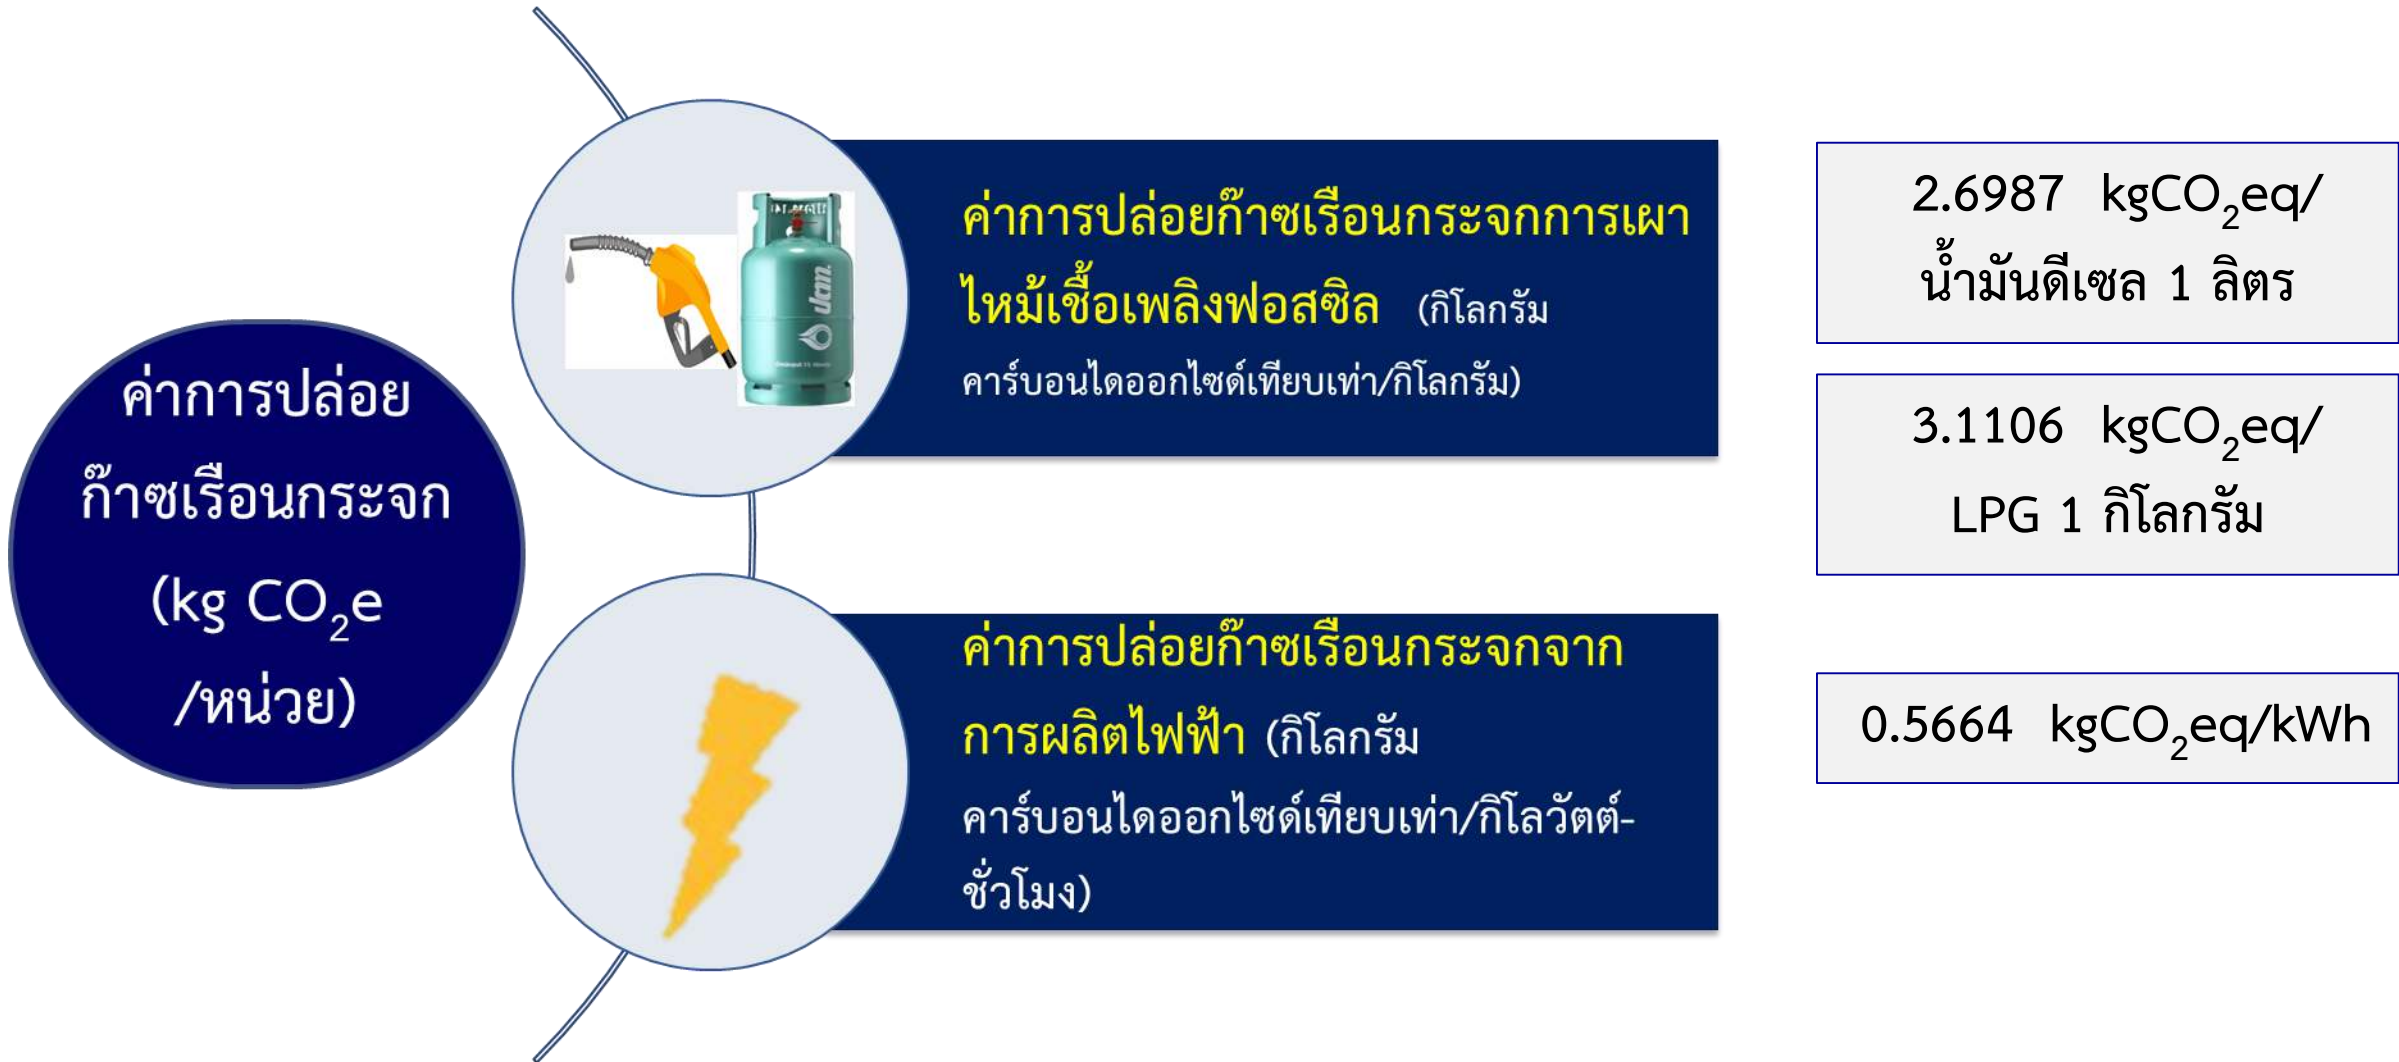 ค่าการปล่อย
ก๊าซเรือนกระจก
(kg CO₂e
/หน่วย)
ค่าการปล่อยก๊าซเรือนกระจกการเผา
ไหม้เชื้อเพลิงฟอสซิล (กิโลกรัม
คาร์บอนไดออกไซด์เทียบเท่า/กิโลกรัม)
2.6987 kgCO₂eq/
น้ำมันดีเซล 1 ลิตร
3.1106 kgCO₂eq/
LPG 1 กิโลกรัม
ค่าการปล่อยก๊าซเรือนกระจกจาก
การผลิตไฟฟ้า (กิโลกรัม
คาร์บอนไดออกไซด์เทียบเท่า/กิโลวัตต์-
ชั่วโมง)
0.5664 kgCO₂eq/kWh